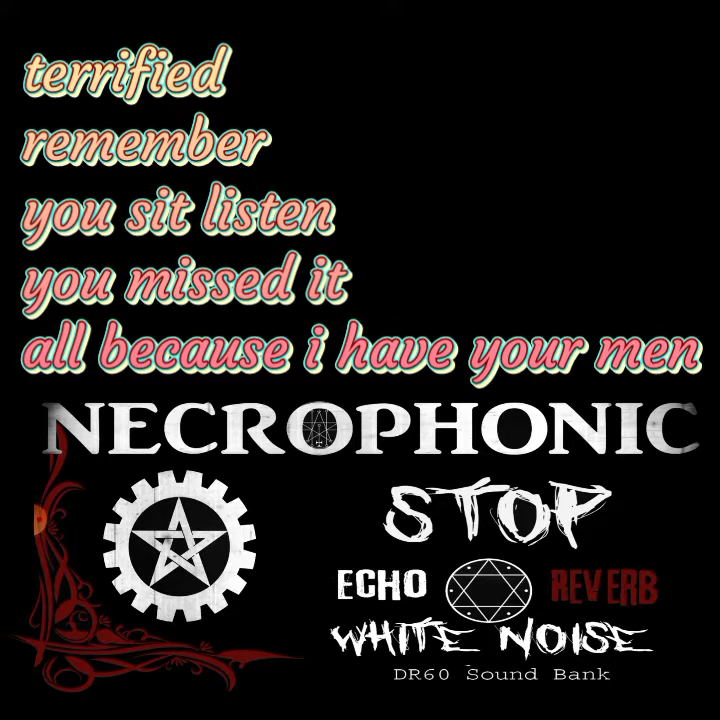 terrified
remember
you sit listen
you missed it
all because i have your men
NECROPHONIC
STOP
ECHO REVERB
WHITE NOISE
DR60 Sound Bank